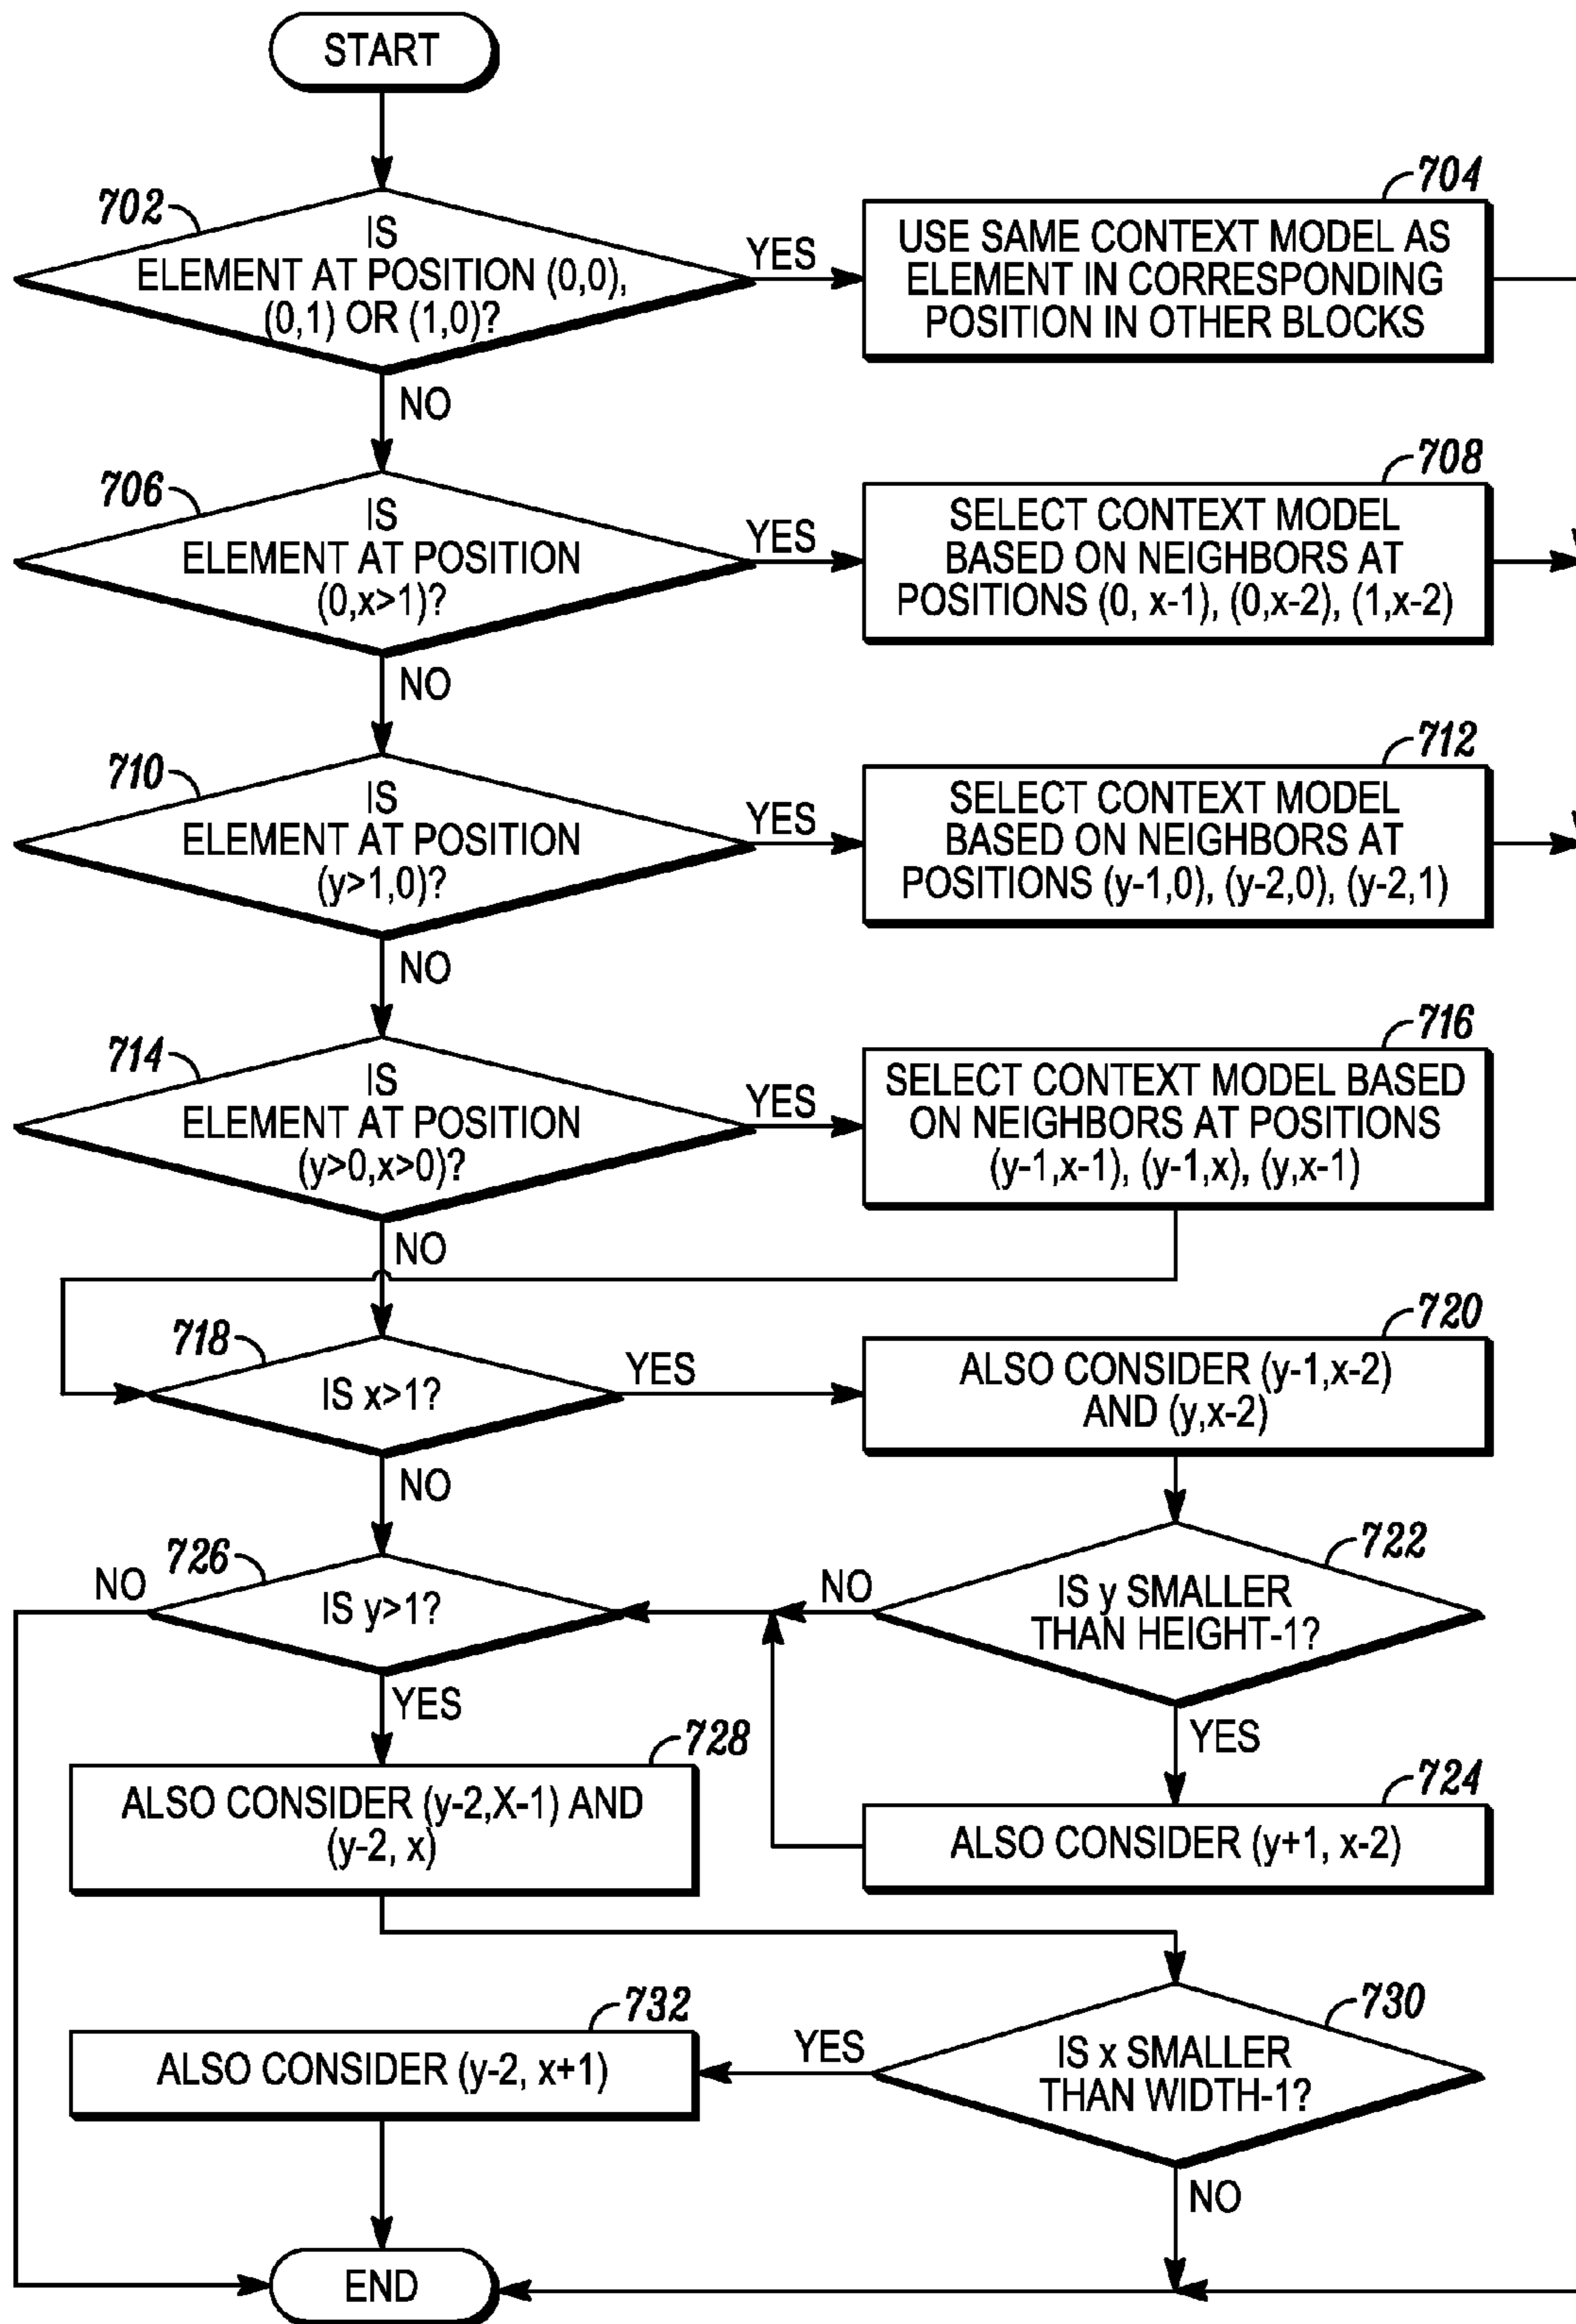 START
702
IS
ELEMENT AT POSITION (0,0),
(0,1) OR (1,0)?
YES
704
USE SAME CONTEXT MODEL AS
ELEMENT IN CORRESPONDING
POSITION IN OTHER BLOCKS
NO
706
IS
ELEMENT AT POSITION
(0,x>1)?
YES
708
SELECT CONTEXT MODEL
BASED ON NEIGHBORS AT
POSITIONS (0, x-1), (0,x-2), (1,x-2)
NO
710
IS
ELEMENT AT POSITION
(y>1,0)?
YES
712
SELECT CONTEXT MODEL
BASED ON NEIGHBORS AT
POSITIONS (y-1,0), (y-2,0), (y-2,1)
NO
714
IS
ELEMENT AT POSITION
(y>0,x>0)?
YES
716
SELECT CONTEXT MODEL BASED
ON NEIGHBORS AT POSITIONS
(y-1,x-1), (y-1,x), (y,x-1)
NO
718
IS x>1?
YES
720
ALSO CONSIDER (y-1,x-2)
AND (y,x-2)
NO
722
IS y SMALLER
THAN HEIGHT-1?
NO
YES
724
ALSO CONSIDER (y+1, x-2)
726
IS y>1?
NO
YES
728
ALSO CONSIDER (y-2,X-1) AND
(y-2, x)
730
IS x SMALLER
THAN WIDTH-1?
YES
732
ALSO CONSIDER (y-2, x+1)
NO
END